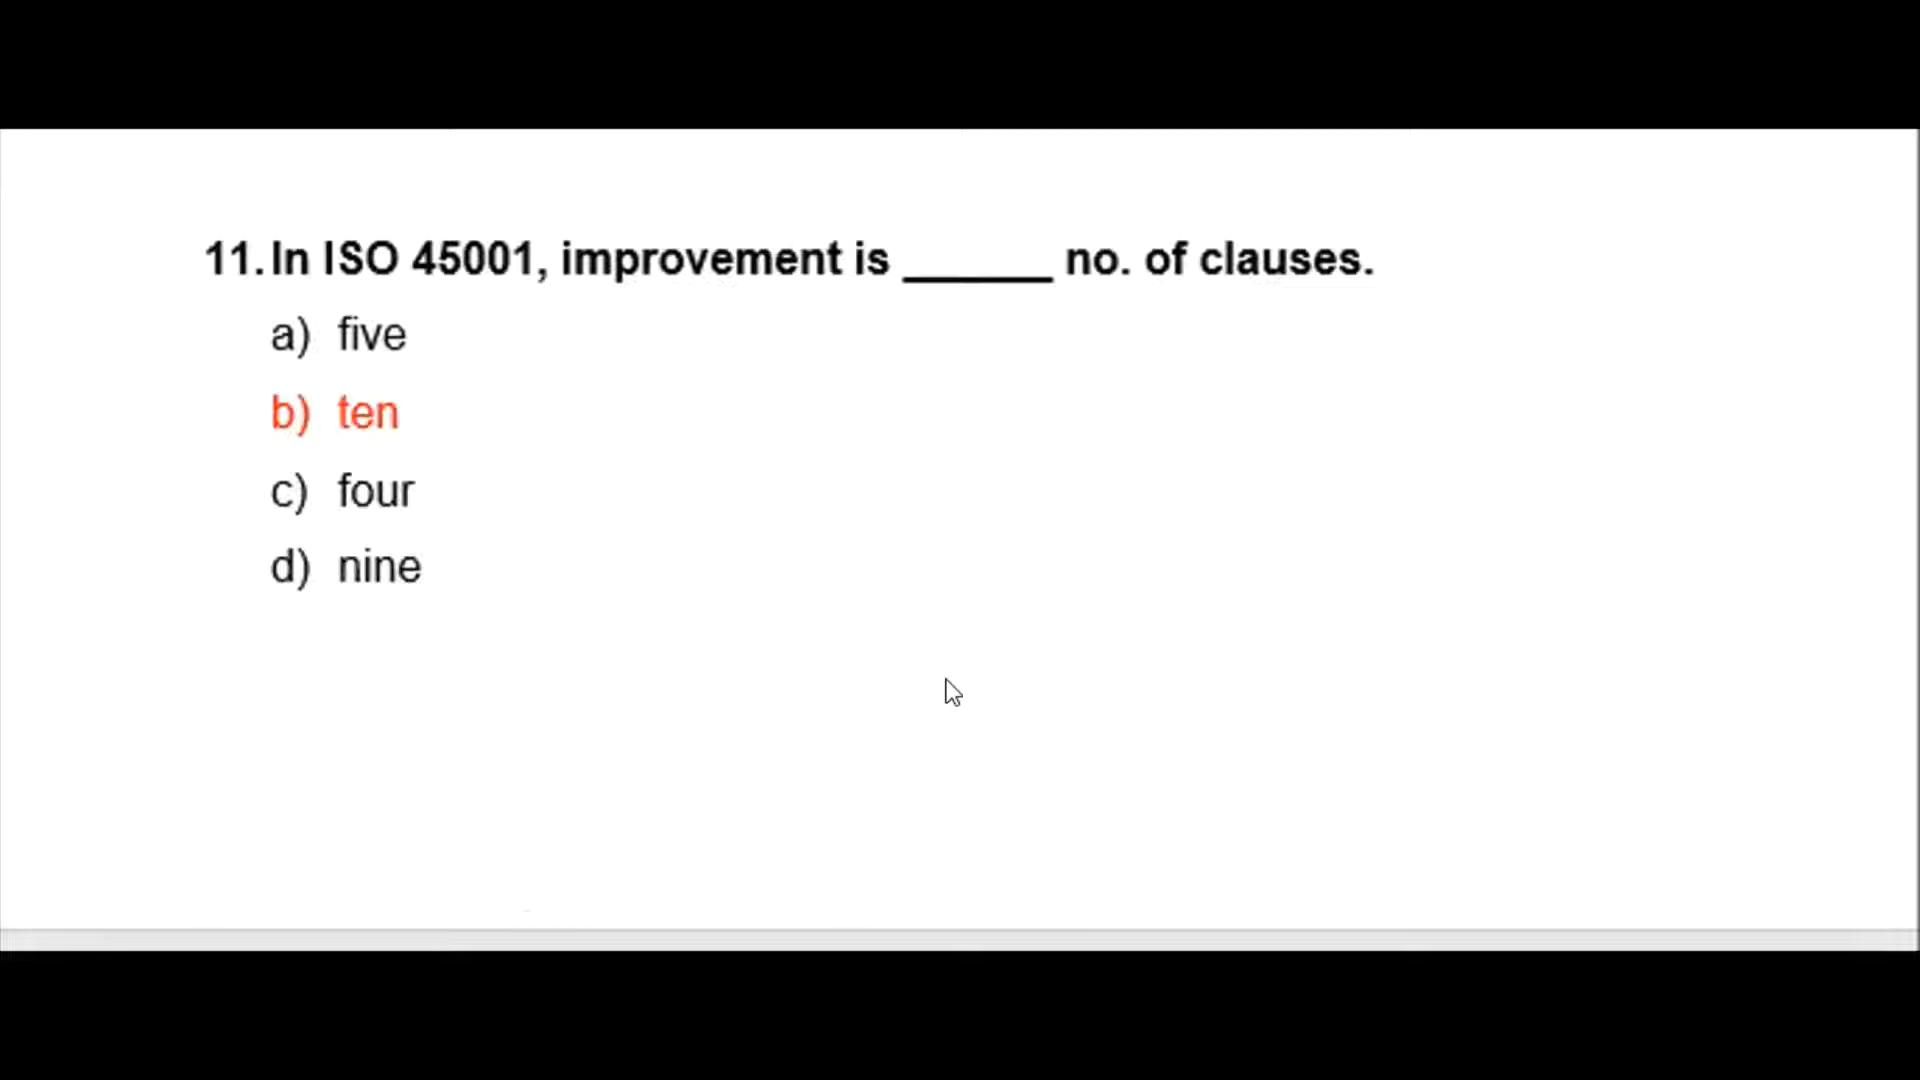 11. In ISO 45001, improvement is ______ no. of clauses.
a) five
b) ten
c) four
d) nine